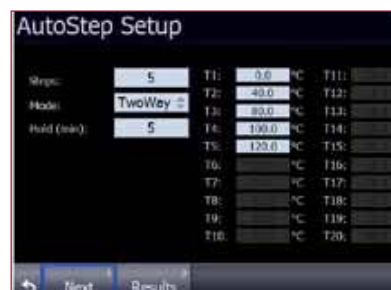 AutoStep Setup
Steps: 5 T1: 0.0 °C T11:
Mode: TwoWay T2: 40.0 °C T12:
T3: 80.0 °C T13:
Hold (min): 5 T4: 100.0 °C T14:
T5: 120.0 °C T15:
T6: °C T16:
T7: °C T17:
T8: °C T18:
T9: °C T19:
T10: °C T20:
Next Results